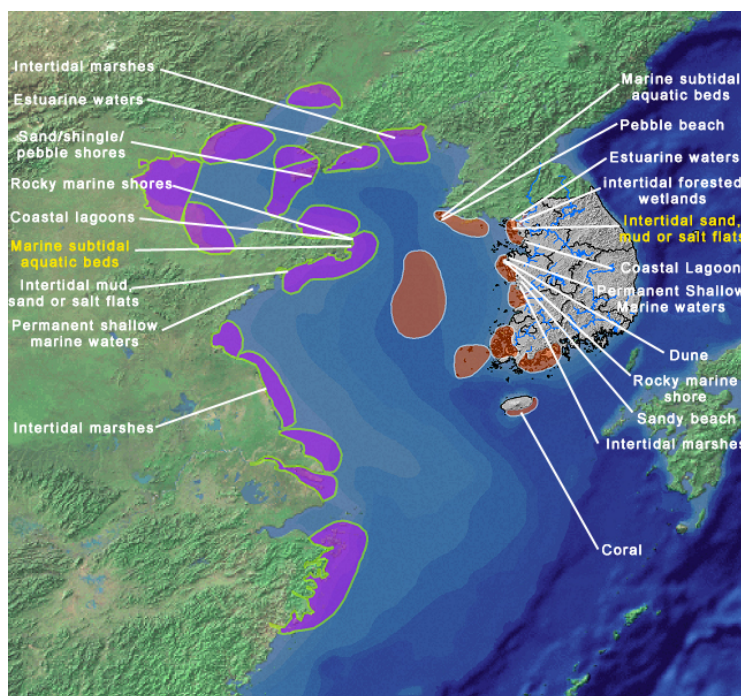 Intertidal marshes
Estuarine waters
Sand/shingle/
pebble shores
Rocky marine shores
Coastal lagoons
Marine subtidal
aquatic beds
Intertidal mud,
sand or salt flats
Permanent shallow
marine waters
Intertidal marshes
Marine subtidal
aquatic beds
Pebble beach
Estuarine waters
intertidal forested
wetlands
Intertidal sand,
mud or salt flats
Coastal Lagoon
Permanent Shallow
Marine waters
Dune
Rocky marine
shore
Sandy beach
Intertidal marshes
Coral